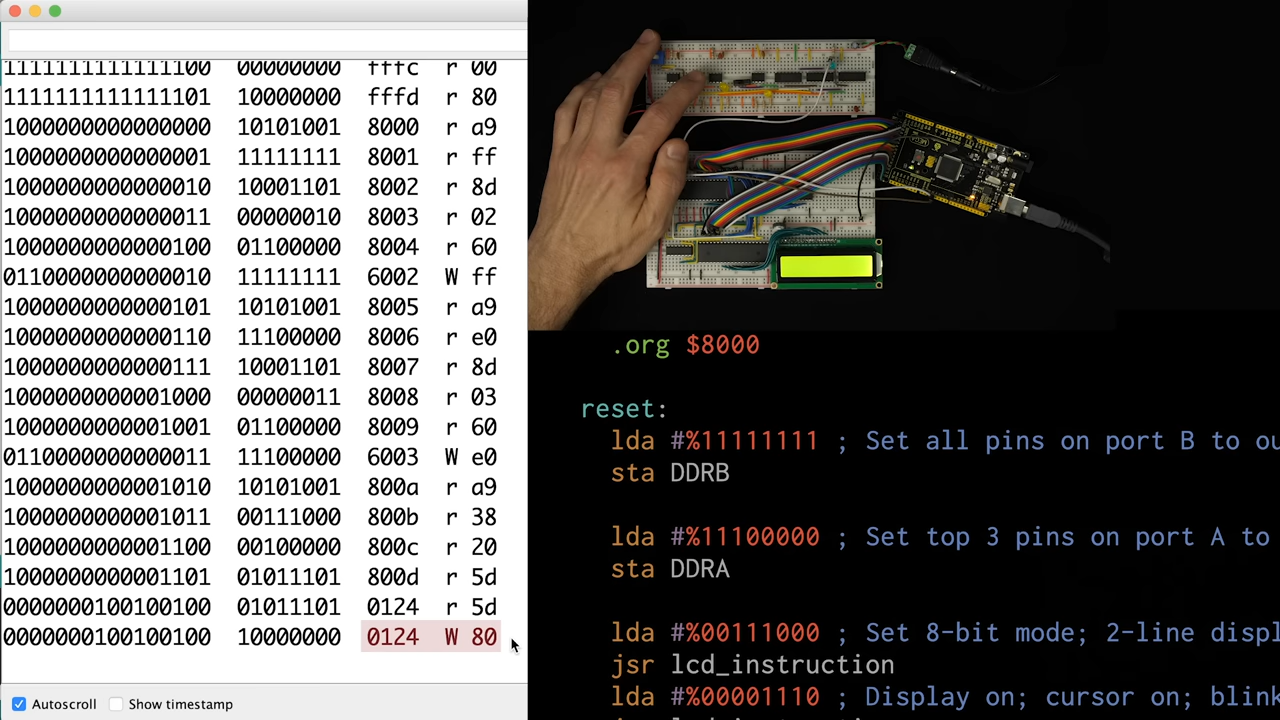 1111111111111100 00000000 fffc r 00
1111111111111101 10000000 fffd r 80
1000000000000000 10101001 8000 r a9
1000000000000001 11111111 8001 r ff
1000000000000010 10001101 8002 r 8d
1000000000000011 00000010 8003 r 02
1000000000000100 01100000 8004 r 60
0110000000000010 11111111 6002 W ff
1000000000000101 10101001 8005 r a9
1000000000000110 11100000 8006 r e0
1000000000000111 10001101 8007 r 8d
1000000000001000 00000011 8008 r 03
1000000000001001 01100000 8009 r 60
0110000000000011 11100000 6003 W e0
1000000000001010 10101001 800a r a9
1000000000001011 00111000 800b r 38
1000000000001100 00100000 800c r 20
1000000000001101 01011101 800d r 5d
0000000100100100 01011101 0124 r 5d
0000000100100100 10000000 0124 W 80
Autoscroll Show timestamp
.org $8000
reset:
lda #%11111111 ; Set all pins on port B to ou
sta DDRB
lda #%11100000 ; Set top 3 pins on port A to
sta DDRA
lda #%00111000 ; Set 8-bit mode; 2-line displ
jsr lcd_instruction
lda #%00001110 ; Display on; cursor on; blink